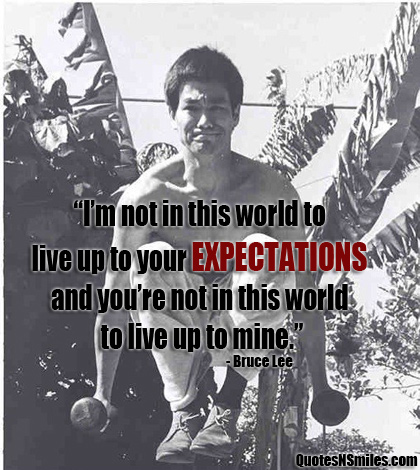 “I’m not in this world to
live up to your EXPECTATIONS
and you’re not in this world
to live up to mine.”
- Bruce Lee
QuotesNSmiles.com